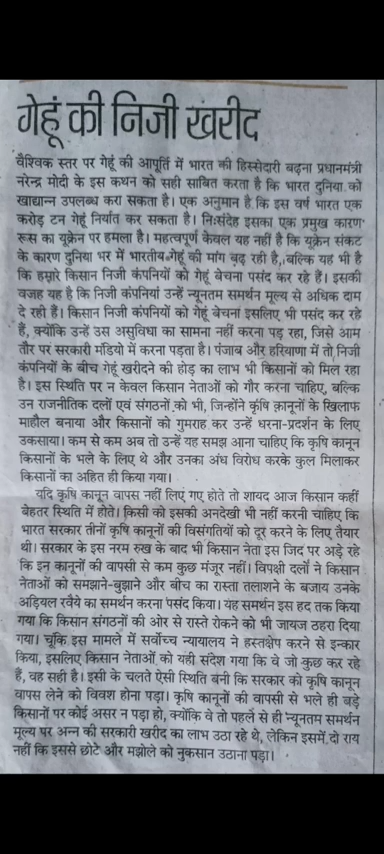 गेहूं की निजी खरीद
वैश्विक स्तर पर गेहूं की आपूर्ति में भारत की हिस्सेदारी बढ़ना प्रधानमंत्री
नरेन्द्र मोदी के इस कथन को सही साबित करता है कि भारत दुनिया को
खाद्यान्न उपलब्ध करा सकता है। एक अनुमान है कि इस वर्ष भारत एक
करोड़ टन गेहूं निर्यात कर सकता है। निःसंदेह इसका एक प्रमुख कारण
रूस का यूक्रेन पर हमला है। महत्वपूर्ण केवल यह नहीं है कि यूक्रेन संकट
के कारण दुनिया भर में भारतीय गेहूं की मांग बढ़ रही है, बल्कि यह भी है
कि हमारे किसान निजी कंपनियों को गेहूं बेचना पसंद कर रहे हैं। इसकी
वजह यह है कि निजी कंपनियां उन्हें न्यूनतम समर्थन मूल्य से अधिक दाम
दे रही हैं। किसान निजी कंपनियों को गेहूं बेचना इसलिए भी पसंद कर रहे
हैं, क्योंकि उन्हें उस असुविधा का सामना नहीं करना पड़ रहा, जिसे आम
तौर पर सरकारी मंडियो में करना पड़ता है। पंजाब और हरियाणा में तो निजी
कंपनियों के बीच गेहूं खरीदने की होड़ का लाभ भी किसानों को मिल रहा
है। इस स्थिति पर न केवल किसान नेताओं को गौर करना चाहिए, बल्कि
उन राजनीतिक दलों एवं संगठनों को भी, जिन्होंने कृषि क़ानूनों के खिलाफ
माहौल बनाया और किसानों को गुमराह कर उन्हें धरना-प्रदर्शन के लिए
उकसाया। कम से कम अब तो उन्हें यह समझ आना चाहिए कि कृषि कानून
किसानों के भले के लिए थे और उनका अंध विरोध करके कुल मिलाकर
किसानों का अहित ही किया गया।
यदि कृषि कानून वापस नहीं लिए गए होते तो शायद आज किसान कहीं
बेहतर स्थिति में होते। किसी को इसकी अनदेखी भी नहीं करनी चाहिए कि
भारत सरकार तीनों कृषि कानूनों की विसंगतियों को दूर करने के लिए तैयार
थी। सरकार के इस नरम रुख के बाद भी किसान नेता इस जिद पर अड़े रहे
कि इन कानूनों की वापसी से कम कुछ मंजूर नहीं। विपक्षी दलों ने किसान
नेताओं को समझाने-बुझाने और बीच का रास्ता तलाशने के बजाय उनके
अड़ियल रवैये का समर्थन करना पसंद किया। यह समर्थन इस हद तक किया
गया कि किसान संगठनों की ओर से रास्ते रोकने को भी जायज ठहरा दिया
गया। चूंकि इस मामले में सर्वोच्च न्यायालय ने हस्तक्षेप करने से इन्कार
किया, इसलिए किसान नेताओं को यही संदेश गया कि वे जो कुछ कर रहे
हैं, वह सही है। इसी के चलते ऐसी स्थिति बनी कि सरकार को कृषि कानून
वापस लेने को विवश होना पड़ा। कृषि कानूनों की वापसी से भले ही बड़े
किसानों पर कोई असर न पड़ा हो, क्योंकि वे तो पहले से ही न्यूनतम समर्थन
मूल्य पर अन्न की सरकारी खरीद का लाभ उठा रहे थे, लेकिन इसमें दो राय
नहीं कि इससे छोटे और मझोले को नुकसान उठाना पड़ा।